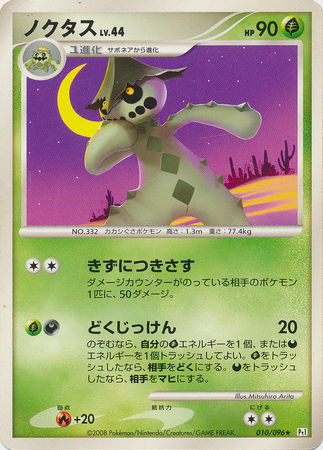 ノクタス LV.44
HP 90
1進化 サボネアから進化
NO.332 カカシぐさポケモン 高さ：1.3m 重さ：77.4kg
きずにつきさす
ダメージカウンターがのっている相手のポケモン
1匹に、50ダメージ。
どくじっけん 20
のぞむなら、自分のエネルギーを1個、または
エネルギーを1個トラッシュしてよい。をトラッ
シュしたなら、相手をどくにする。をトラッシュ
したなら、相手をマヒにする。
Illus. Mitsuhiro Arita
弱点 抵抗力 にげる
+20
©2008 Pokémon/Nintendo/Creatures/GAME FREAK.
010/096★ Pt1